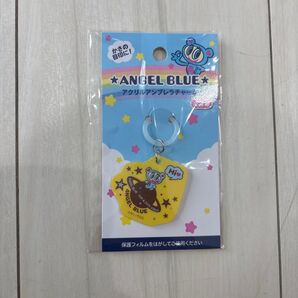 かさの
目印に!
★ANGEL BLUE★
アクリルアンブレラチャーム
Hi☆
ANGEL BLUE
保護フィルムをはがしてご使用ください